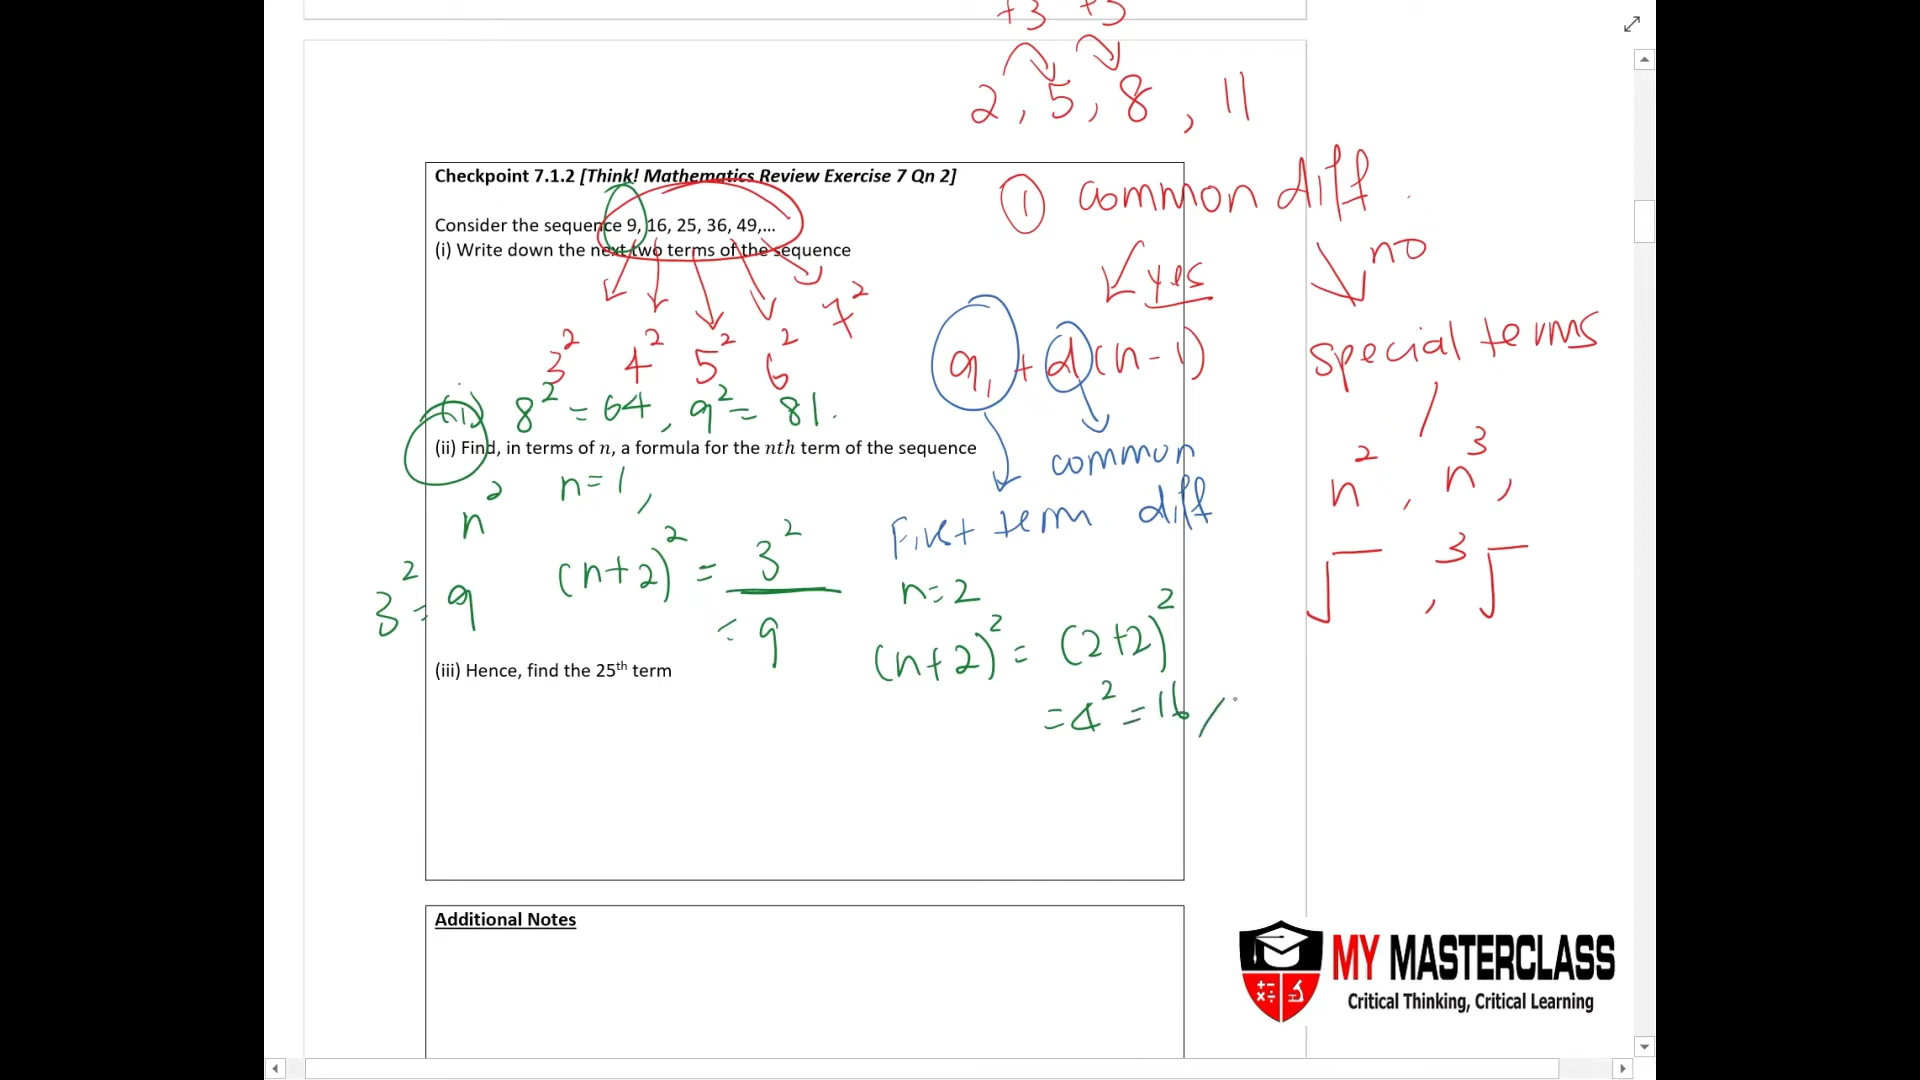 +3 +3
2, 5, 8, 11
Checkpoint 7.1.2 [Think! Mathematics Review Exercise 7 Qn 2]
① common diff.
Consider the sequence 9, 16, 25, 36, 49,...
(i) Write down the next two terms of the sequence
yes
no
3² 4² 5² 6² 7²
a₁ + d(n-1)
special terms
(i) 8² = 64, 9² = 81.
(ii) Find, in terms of n, a formula for the nth term of the sequence
common
diff
First term
n², n³,
√ , ³√
n² n=1,
3² = 9
(n+2)² = 3²
= 9
n=2
(n+2)² = (2+2)²
= 4² = 16
(iii) Hence, find the 25th term
Additional Notes
MY MASTERCLASS
Critical Thinking, Critical Learning